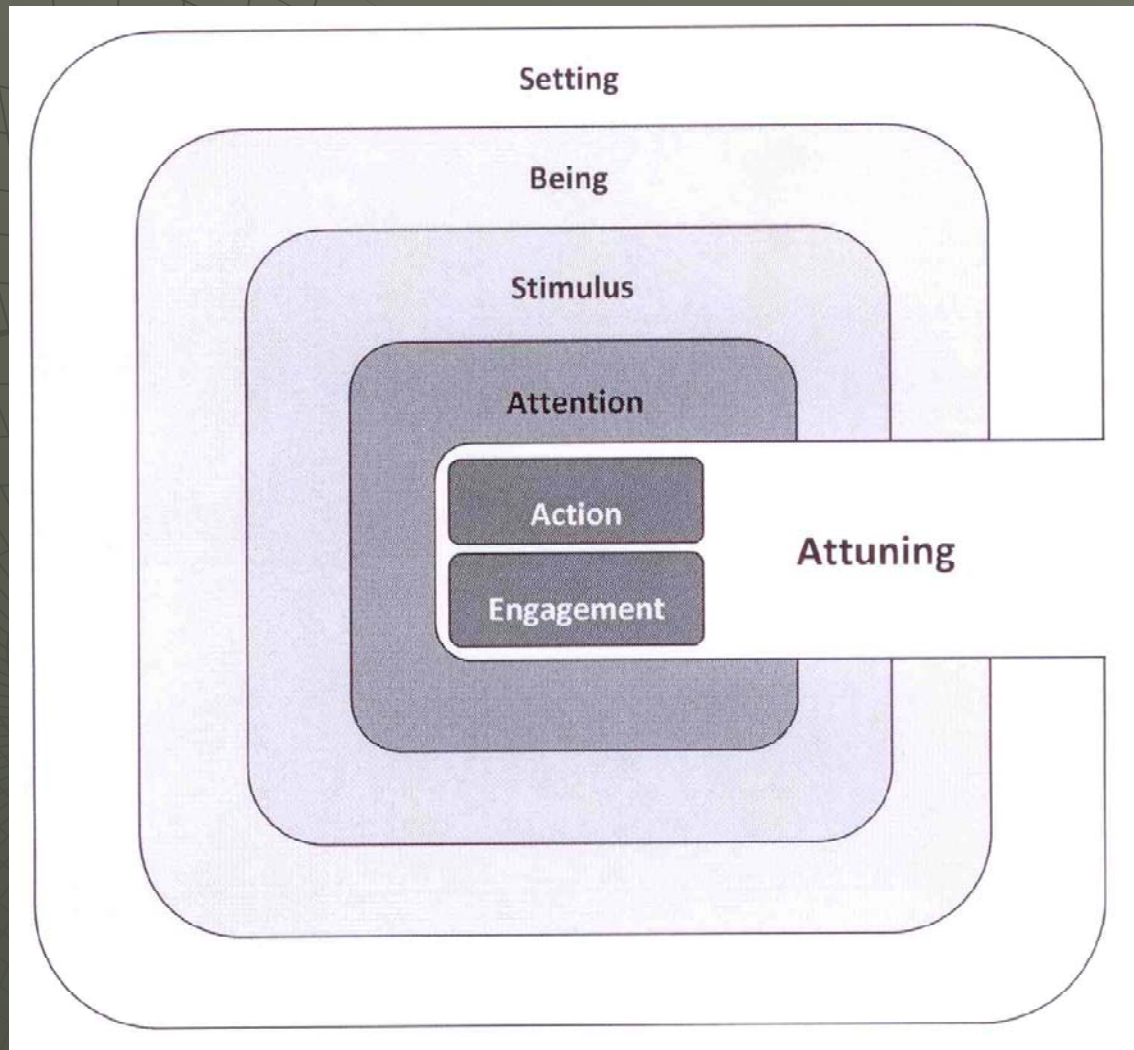 Setting
Being
Stimulus
Attention
Action
Attuning
Engagement